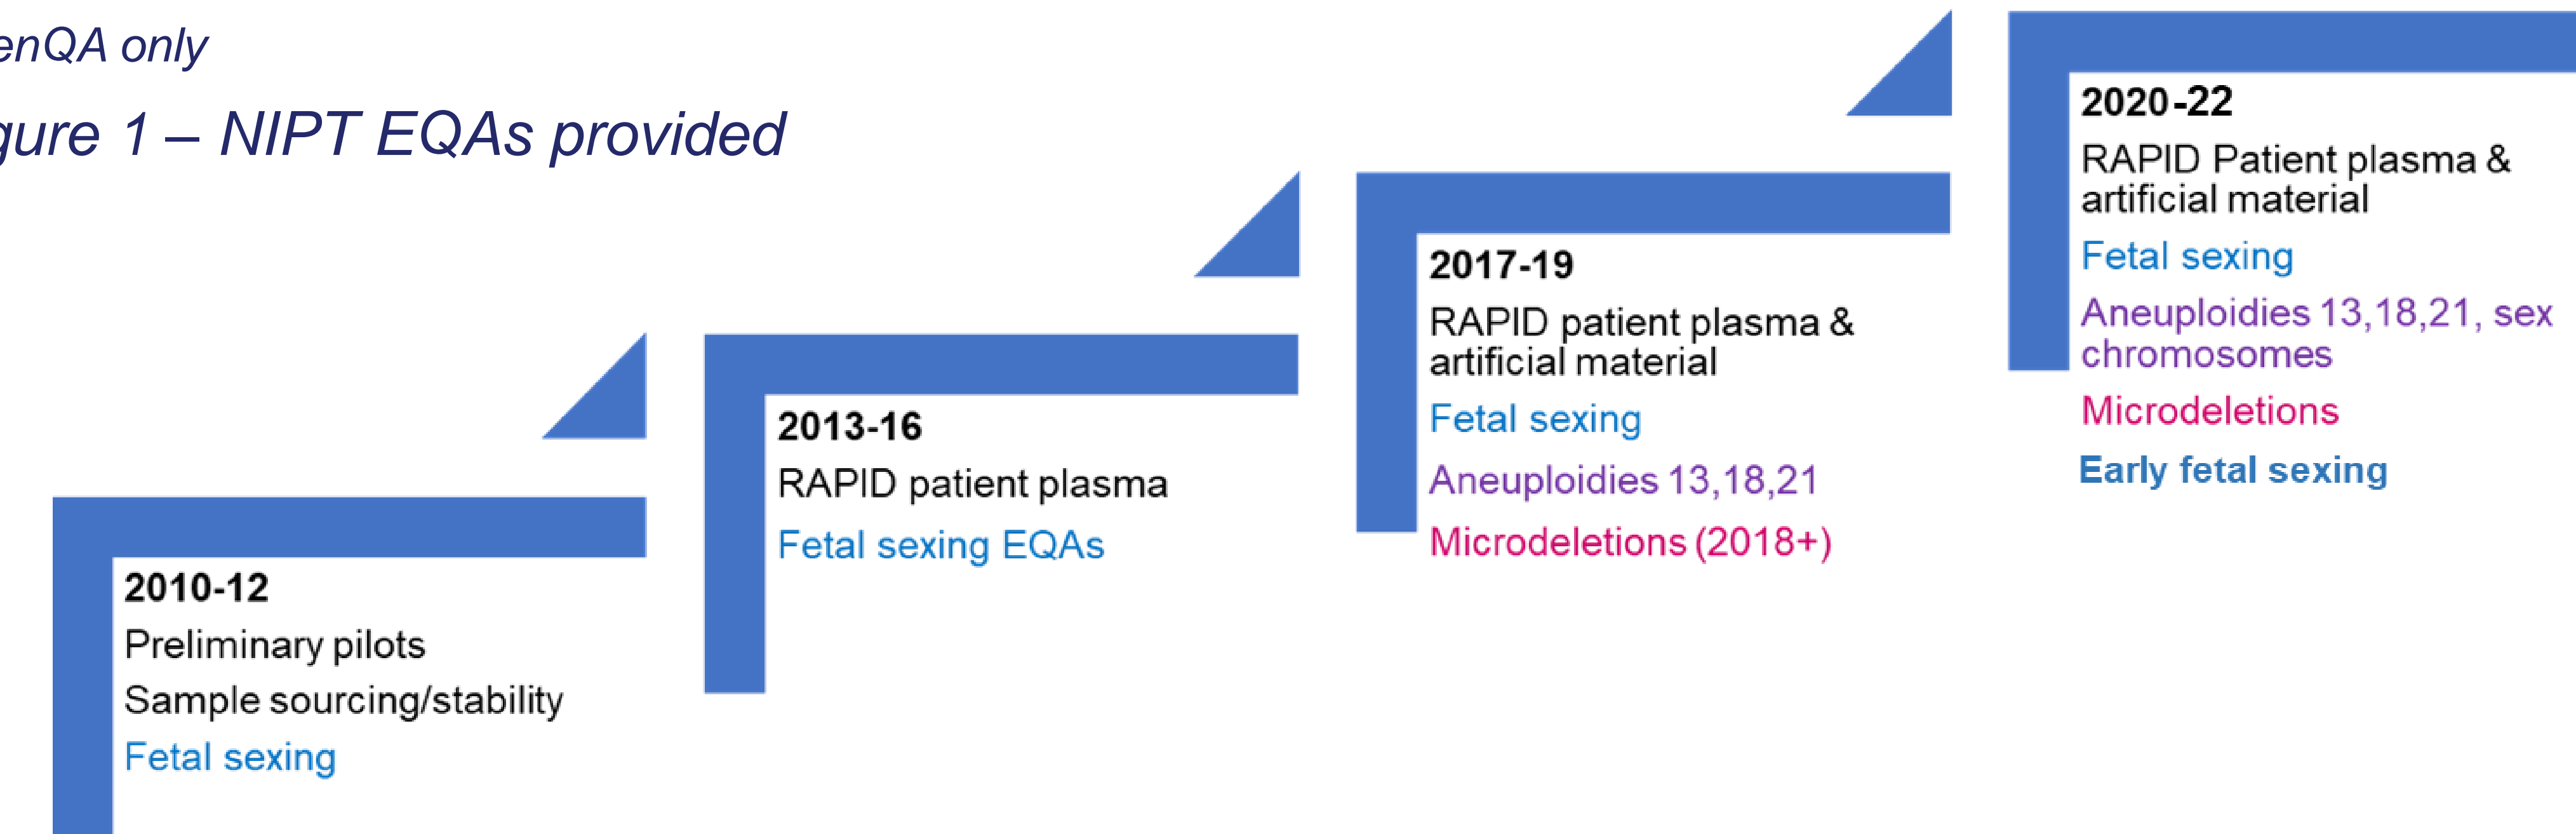 enQA only
gure 1 – NIPT EQAs provided
2010-12
Preliminary pilots
Sample sourcing/stability
Fetal sexing
2013-16
RAPID patient plasma
Fetal sexing EQAs
2017-19
RAPID patient plasma &
artificial material
Fetal sexing
Aneuploidies 13,18,21
Microdeletions (2018+)
2020-22
RAPID Patient plasma &
artificial material
Fetal sexing
Aneuploidies 13,18,21, sex
chromosomes
Microdeletions
Early fetal sexing